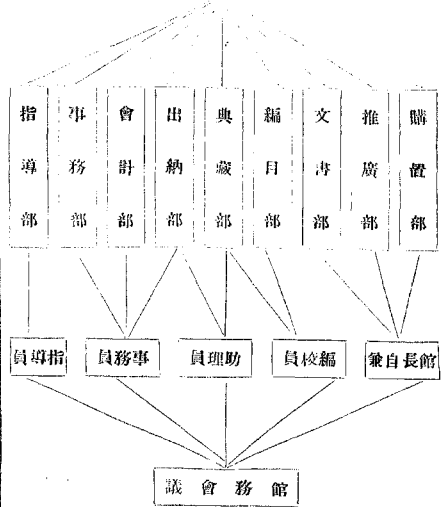 購置部
推廣部
文書部
編目部
典藏部
出納部
會計部
事務部
指導部
館長自兼
編校員
助理員
事務員
指導員
館務會議